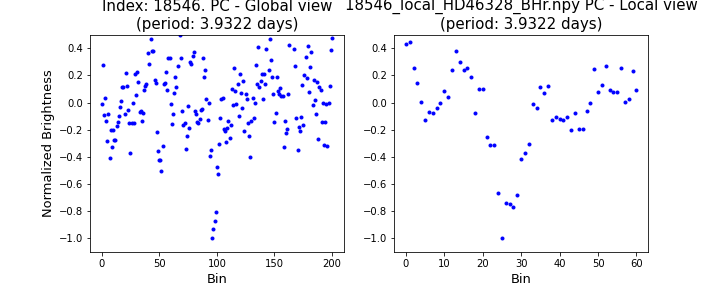 Index: 18546. PC - Global view
(period: 3.9322 days)
18546_local_HD46328_BHr.npy PC - Local view
(period: 3.9322 days)
Normalized Brightness
0.4
0.2
0.0
−0.2
−0.4
−0.6
−0.8
−1.0
0 50 100 150 200
Bin
0.4
0.2
0.0
−0.2
−0.4
−0.6
−0.8
−1.0
0 10 20 30 40 50 60
Bin